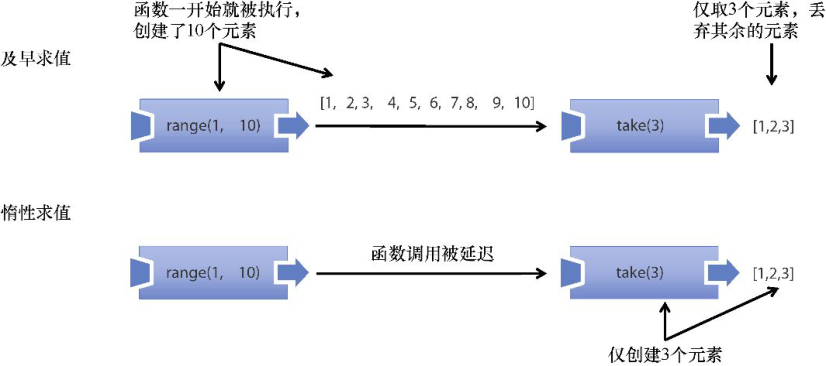 函数一开始就被执行，
创建了10个元素
仅取3个元素，丢
弃其余的元素
及早求值
[1, 2, 3, 4, 5, 6, 7, 8, 9, 10]
range(1, 10)
take(3)
[1,2,3]
惰性求值
函数调用被延迟
range(1, 10)
take(3)
[1,2,3]
仅创建3个元素